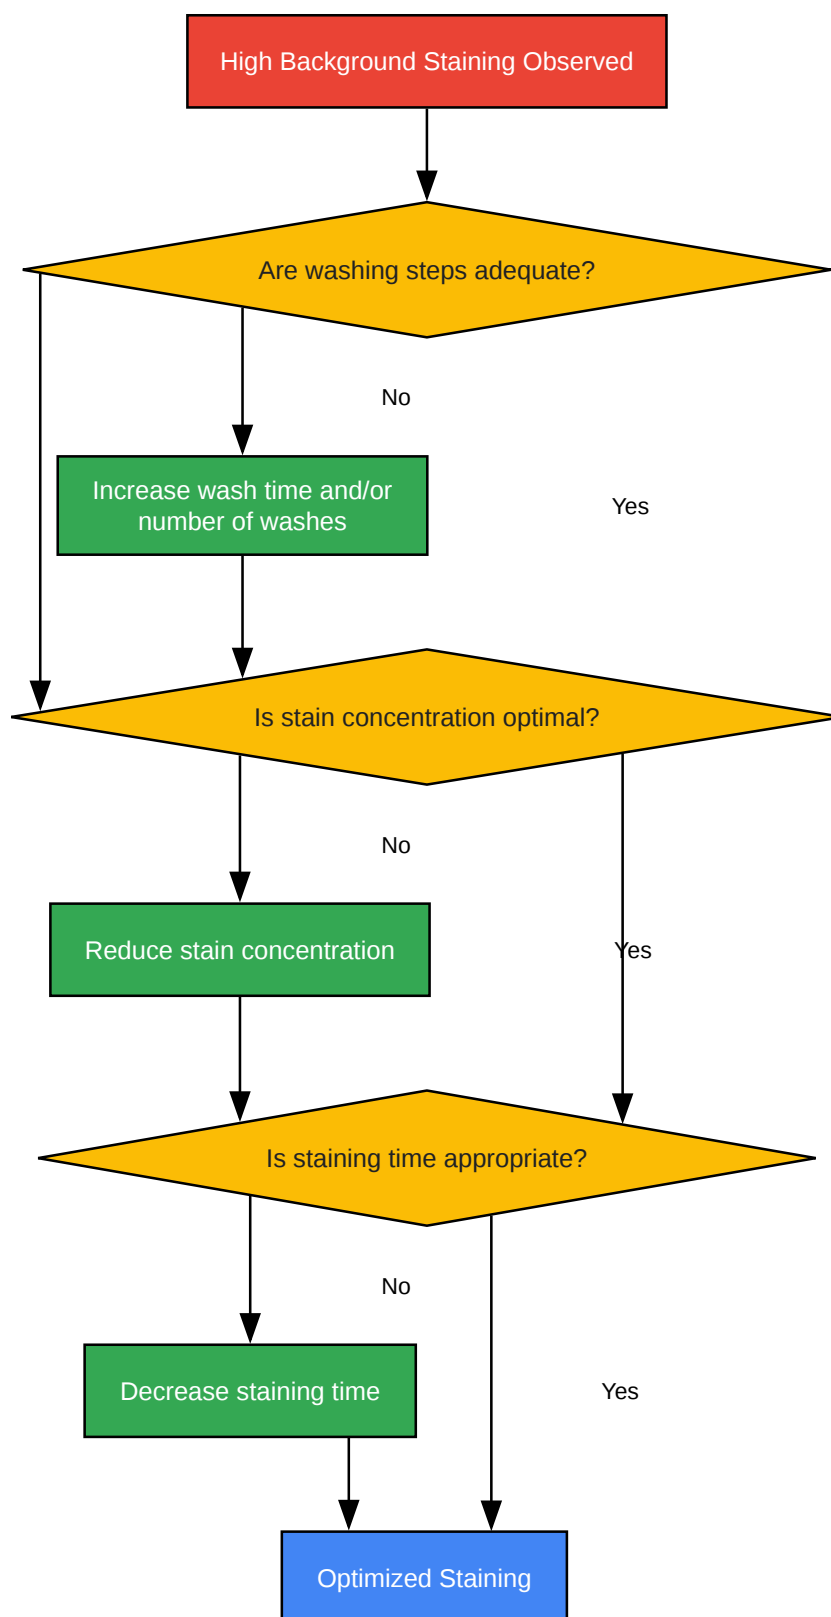 High Background Staining Observed
Are washing steps adequate?
No
Increase wash time and/or
number of washes
Yes
Is stain concentration optimal?
No
Reduce stain concentration
Yes
Is staining time appropriate?
No
Decrease staining time
Yes
Optimized Staining